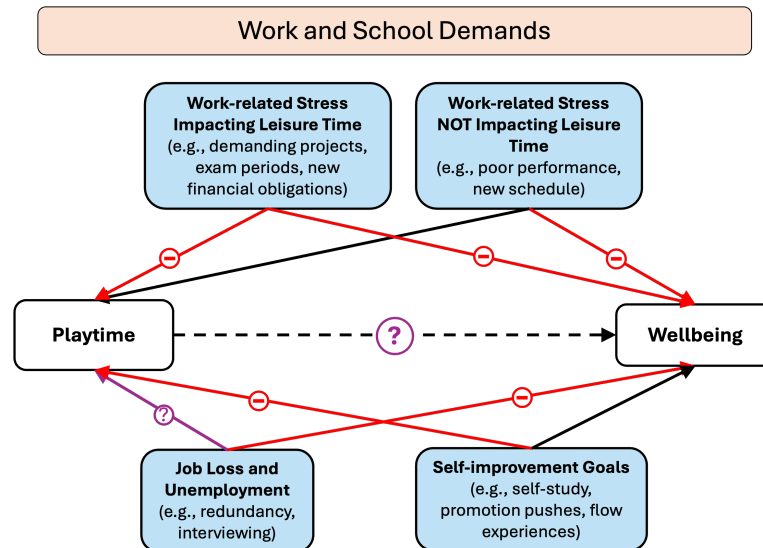 Work and School Demands
Work-related Stress
Impacting Leisure Time
(e.g., demanding projects,
exam periods, new
financial obligations)
Work-related Stress
NOT Impacting Leisure
Time
(e.g., poor performance,
new schedule)
Playtime
?
Wellbeing
?
Job Loss and
Unemployment
(e.g., redundancy,
interviewing)
Self-improvement Goals
(e.g., self-study,
promotion pushes, flow
experiences)